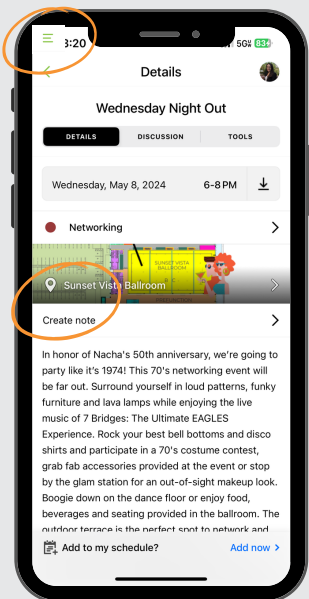 3:20
5G
83
Details
Wednesday Night Out
DETAILS DISCUSSION TOOLS
Wednesday, May 8, 2024 6-8 PM
Networking
SUNSET VISTA
BALLROOM
Sunset Vista Ballroom
Create note
In honor of Nacha's 50th anniversary, we're going to
party like it's 1974! This 70's networking event will
be far out. Surround yourself in loud patterns, funky
furniture and lava lamps while enjoying the live
music of 7 Bridges: The Ultimate EAGLES
Experience. Rock your best bell bottoms and disco
shirts and participate in a 70's costume contest,
grab fab accessories provided at the event or stop
by the glam station for an out-of-sight makeup look.
Boogie down on the dance floor or enjoy food,
beverages and seating provided in the ballroom. The
outdoor terrace is the perfect spot to network and
Add to my schedule? Add now